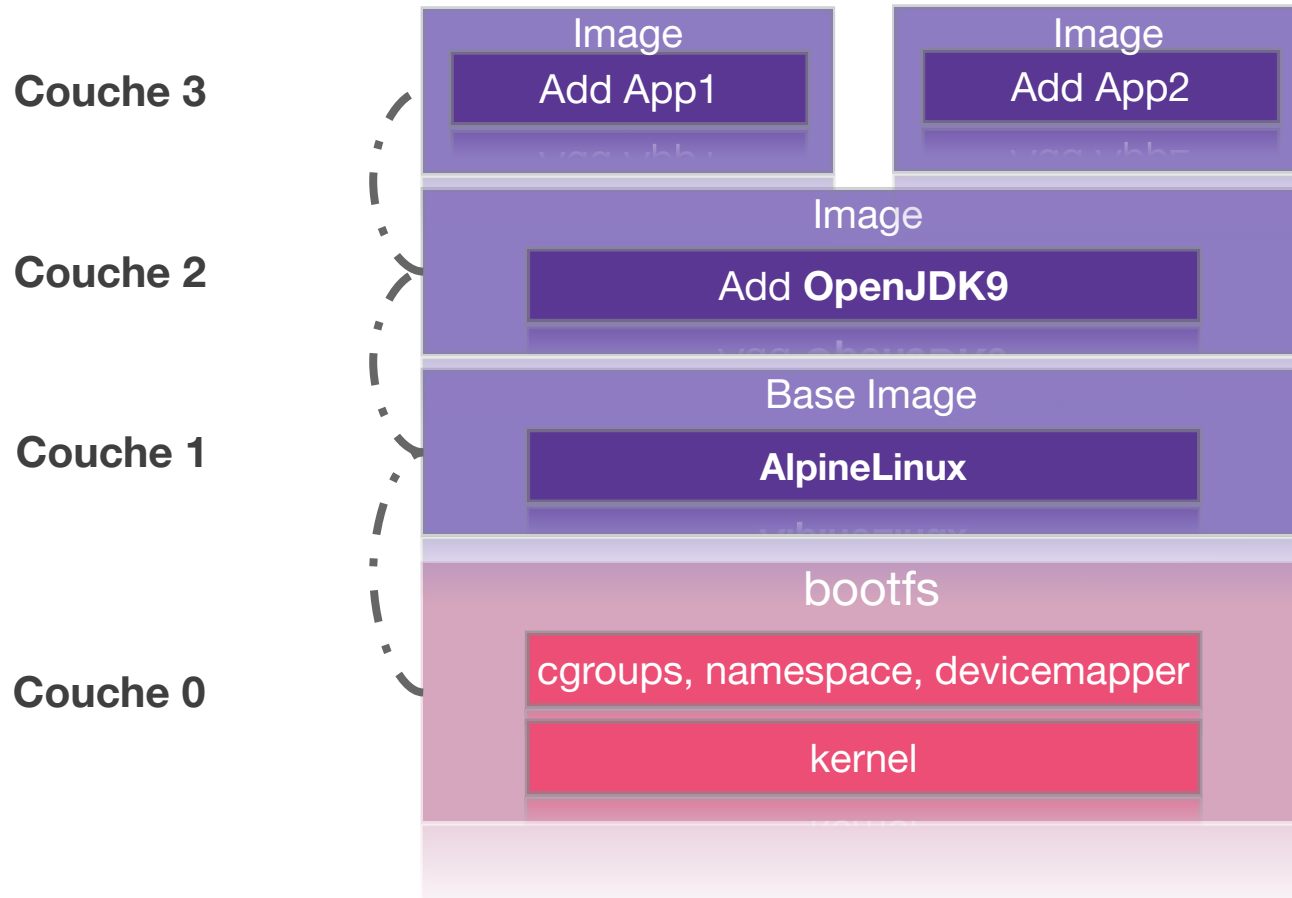 Image
Image
Couche 3
Add App1
Add App2
Image
Couche 2
Add OpenJDK9
Base Image
Couche 1
AlpineLinux
bootfs
cgroups, namespace, devicemapper
Couche 0
kernel